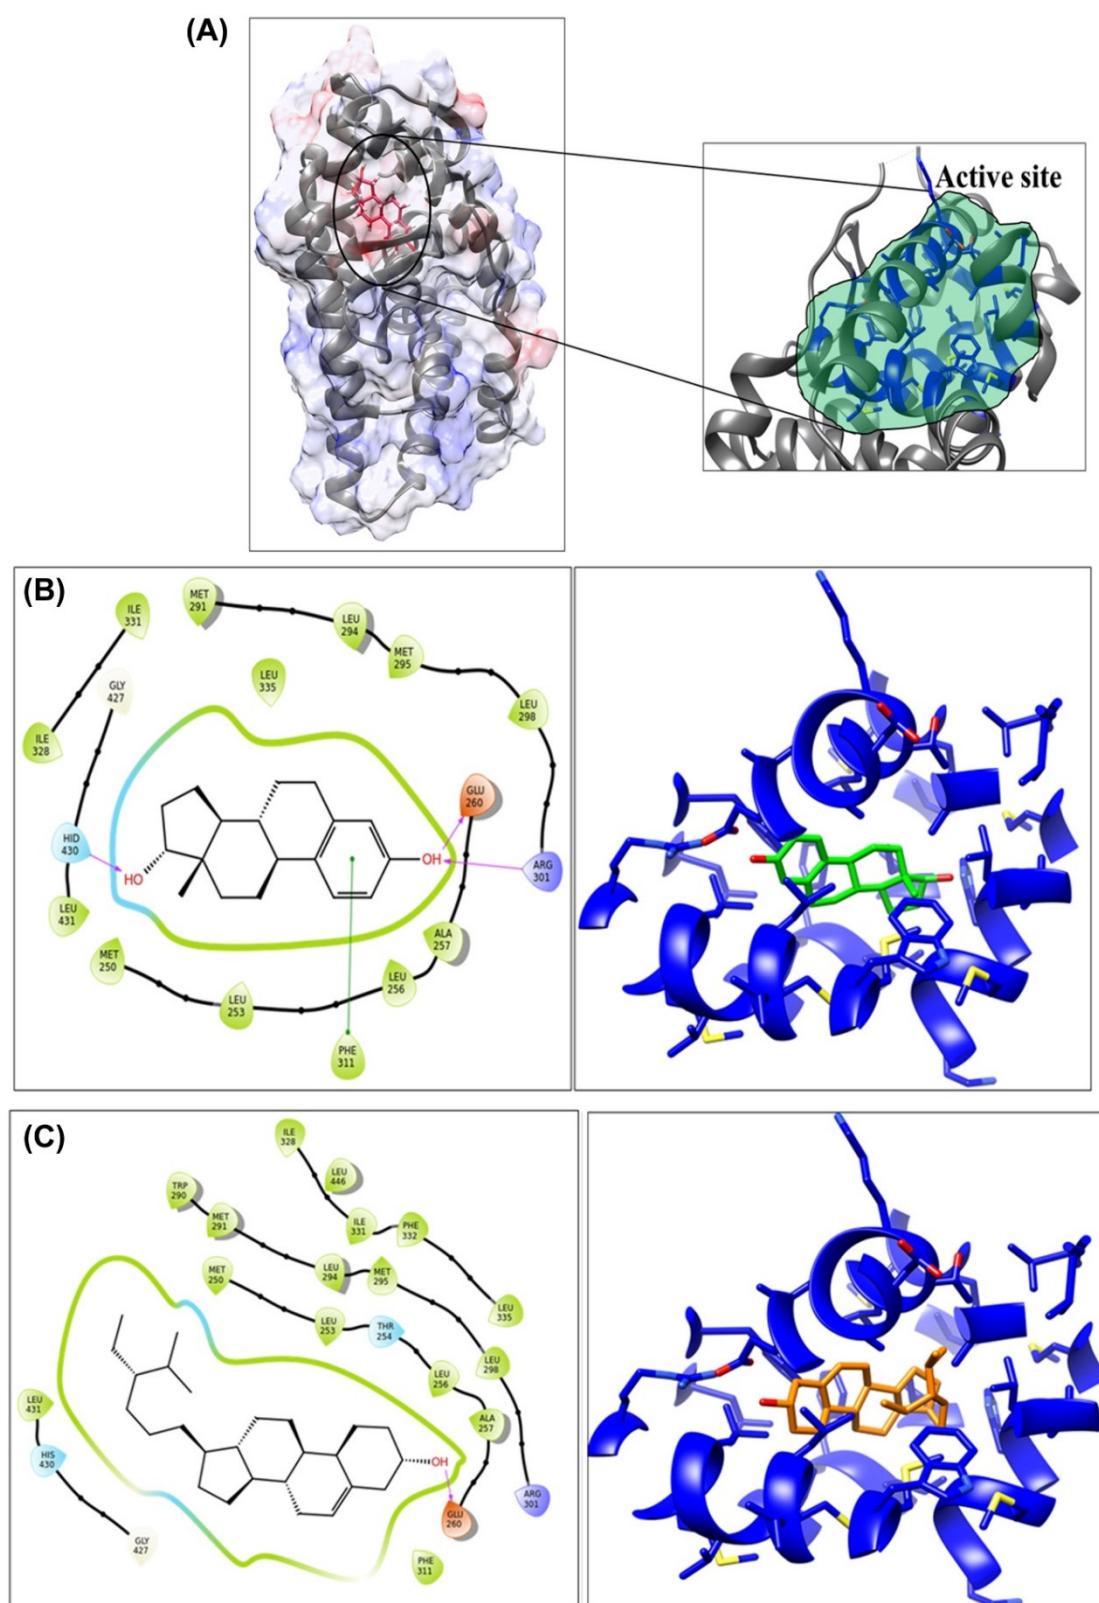 (A)
Active site
(B)
ILE
331
MET
291
LEU
294
MET
295
GLY
427
LEU
335
LEU
298
ILE
328
GLU
260
HID
430
HO
OH
ARG
301
LEU
431
MET
250
ALA
257
LEU
253
LEU
256
PHE
311
(C)
ILE
328
LEU
446
TRP
290
MET
291
ILE
331
PHE
332
MET
250
LEU
294
MET
295
LEU
335
LEU
253
THR
254
LEU
298
LEU
256
ALA
257
LEU
431
HIS
430
OH
ARG
301
GLU
260
GLY
427
PHE
311